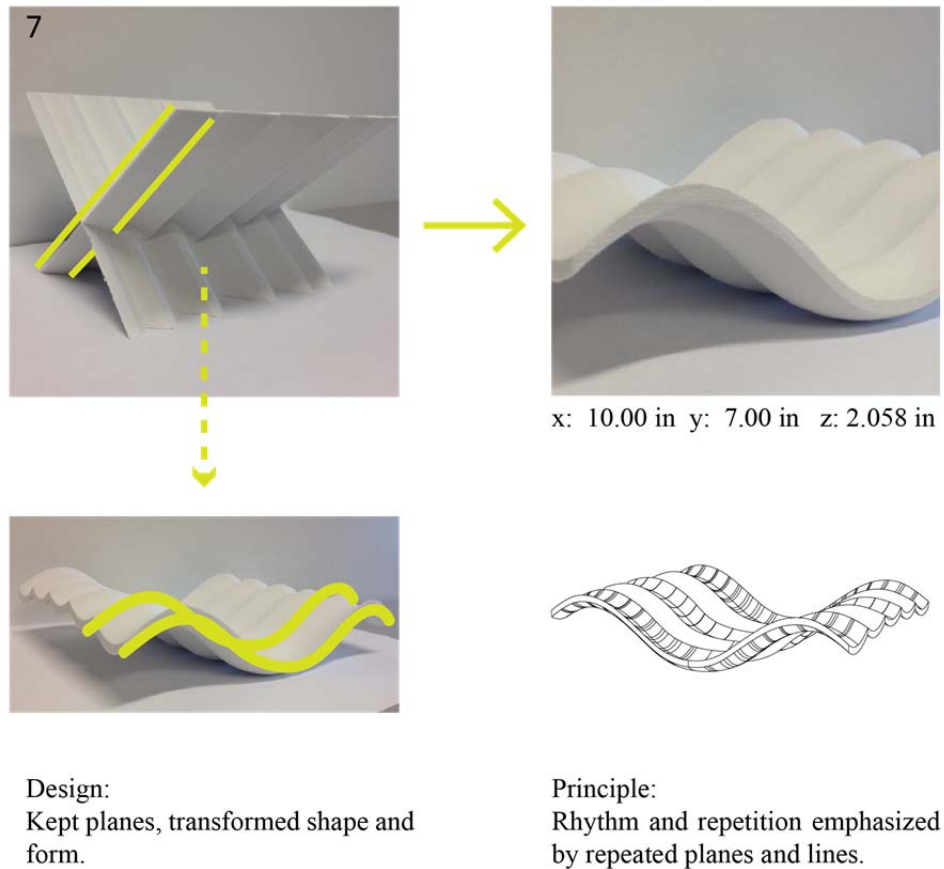 7
x:  10.00 in  y:  7.00 in   z: 2.058 in
Design:
Kept planes, transformed shape and
form.
Principle:
Rhythm and repetition emphasized
by repeated planes and lines.